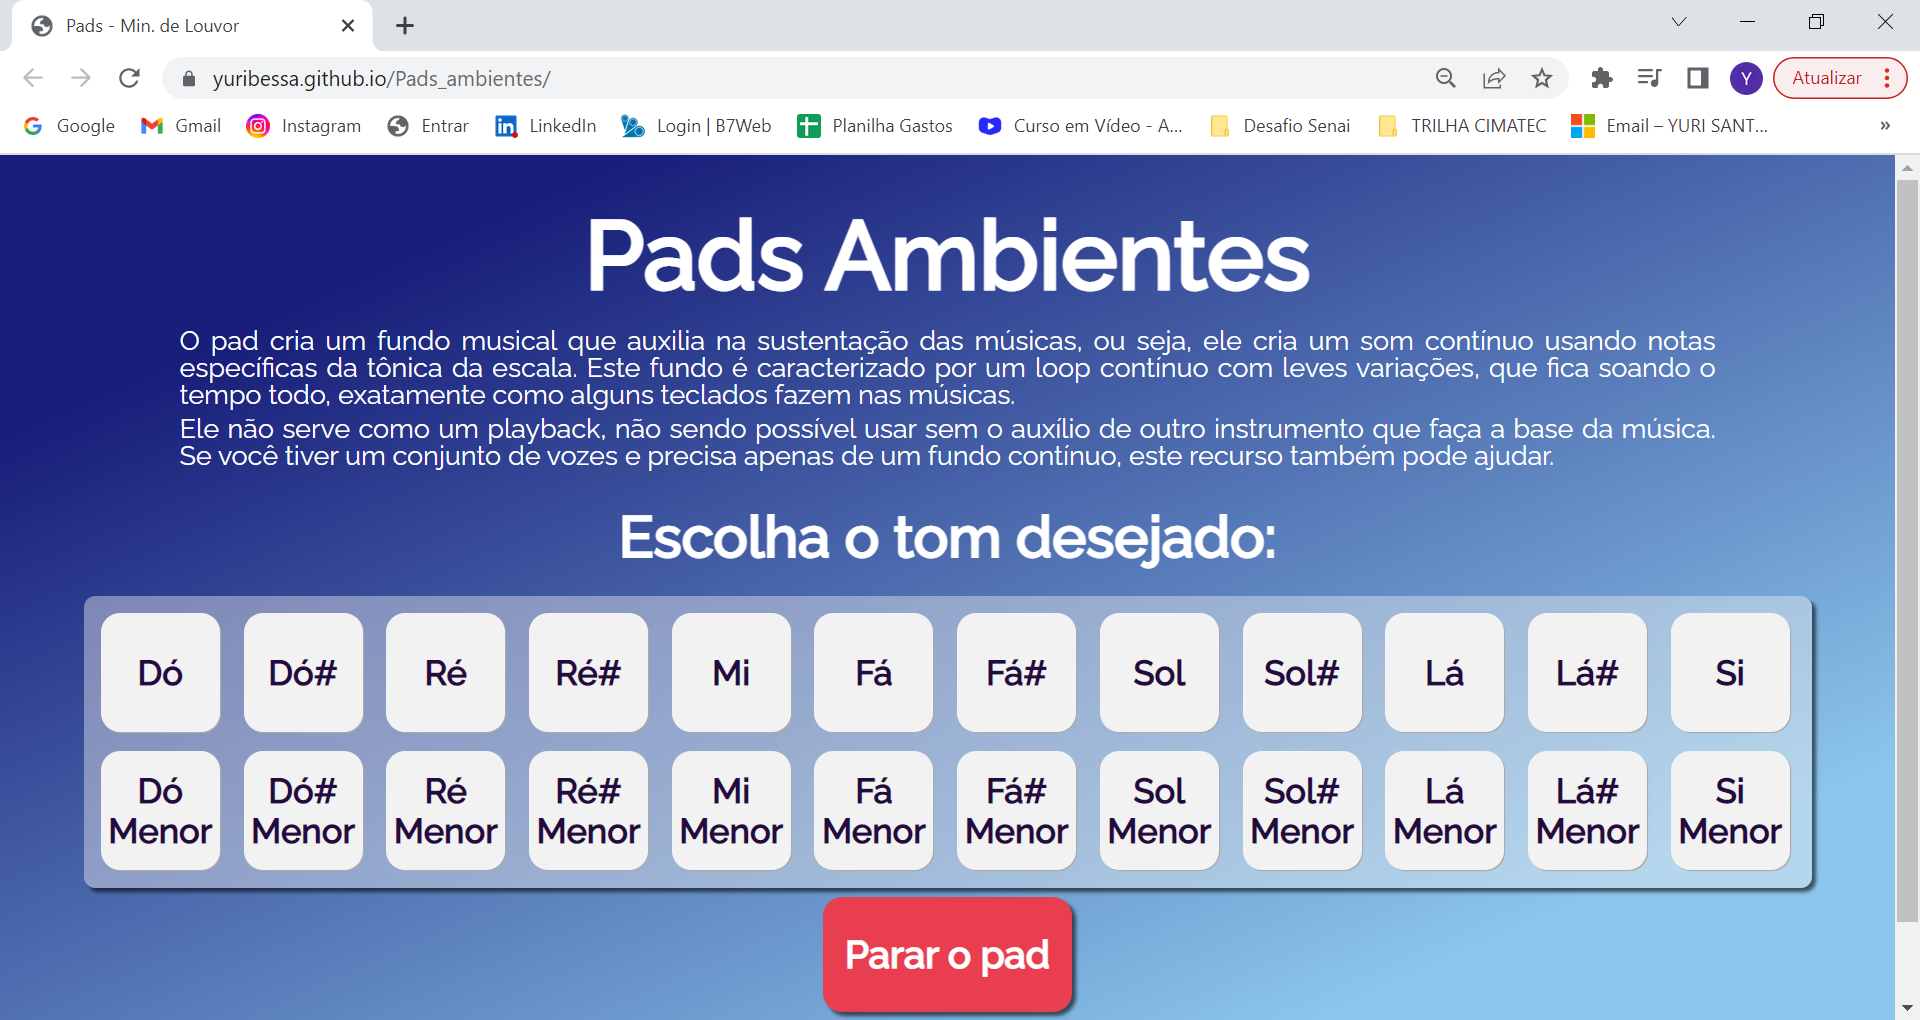 Pads - Min. de Louvor
yuribessa.github.io/Pads_ambientes/
Y
Atualizar
Google
Gmail
Instagram
Entrar
LinkedIn
Login | B7Web
Planilha Gastos
Curso em Vídeo - A...
Desafio Senai
TRILHA CIMATEC
Email – YURI SANT...
»
Pads Ambientes
O pad cria um fundo musical que auxilia na sustentação das músicas, ou seja, ele cria um som contínuo usando notas
específicas da tônica da escala. Este fundo é caracterizado por um loop contínuo com leves variações, que fica soando o
tempo todo, exatamente como alguns teclados fazem nas músicas.
Ele não serve como um playback, não sendo possível usar sem o auxílio de outro instrumento que faça a base da música.
Se você tiver um conjunto de vozes e precisa apenas de um fundo contínuo, este recurso também pode ajudar.
Escolha o tom desejado:
Dó
Dó#
Ré
Ré#
Mi
Fá
Fá#
Sol
Sol#
Lá
Lá#
Si
Dó
Menor
Dó#
Menor
Ré
Menor
Ré#
Menor
Mi
Menor
Fá
Menor
Fá#
Menor
Sol
Menor
Sol#
Menor
Lá
Menor
Lá#
Menor
Si
Menor
Parar o pad